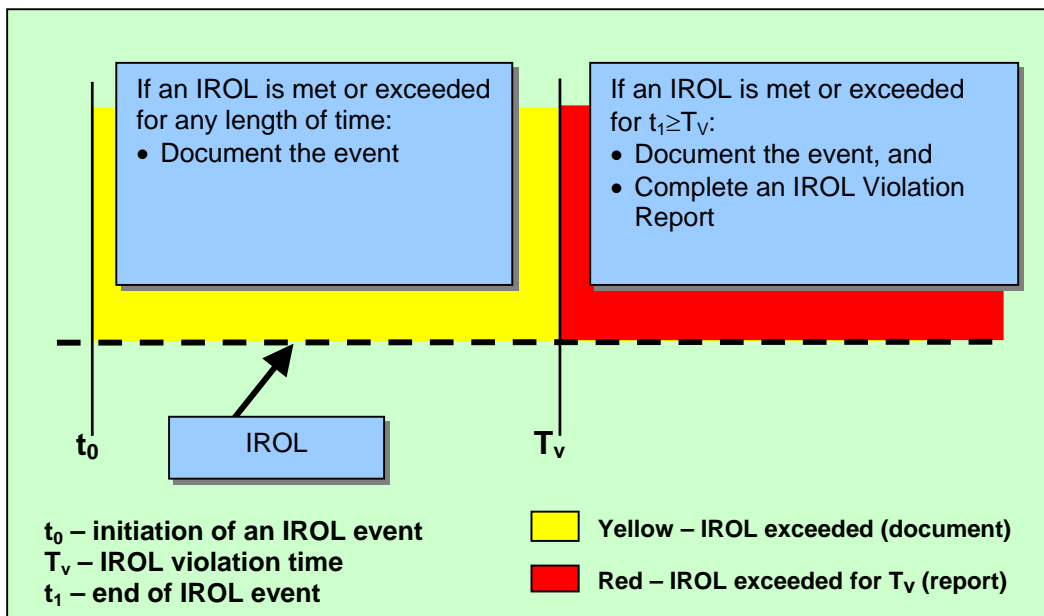 If an IROL is met or exceeded
for any length of time:
• Document the event
If an IROL is met or exceeded
for t₁≥Tᵥ:
• Document the event, and
• Complete an IROL Violation
Report
IROL
t₀
Tᵥ
t₀ – initiation of an IROL event
Tᵥ – IROL violation time
t₁ – end of IROL event
Yellow – IROL exceeded (document)
Red – IROL exceeded for Tᵥ (report)